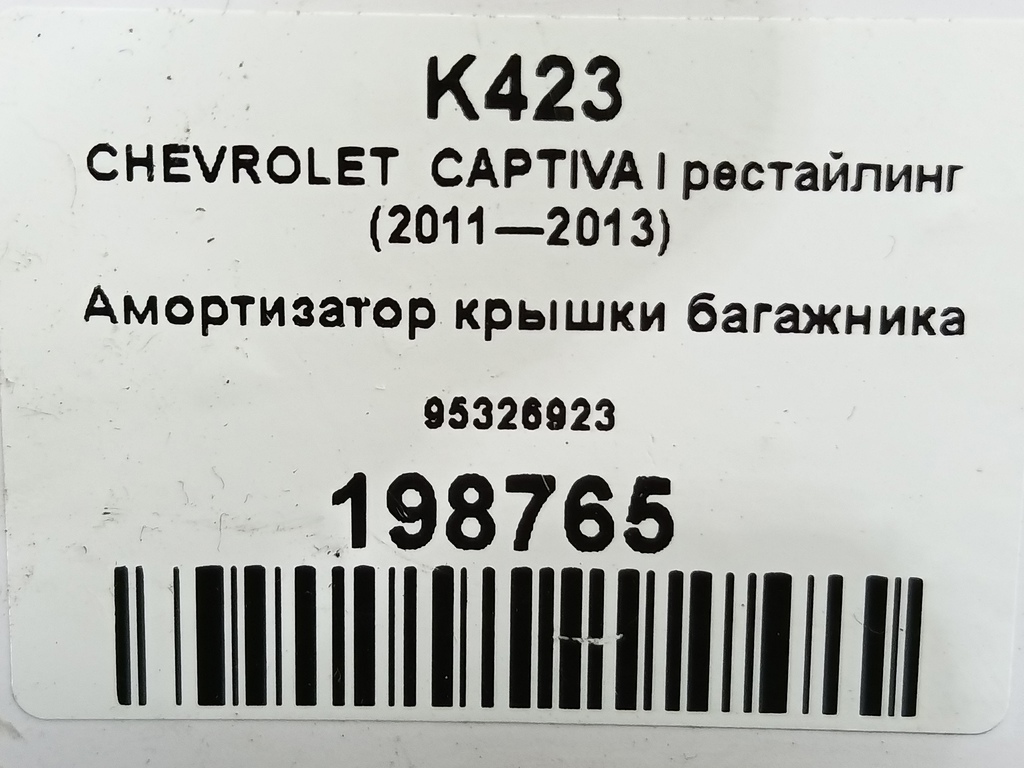 K423
CHEVROLET CAPTIVA I рестайлинг
(2011—2013)
Амортизатор крышки багажника
95326923
198765